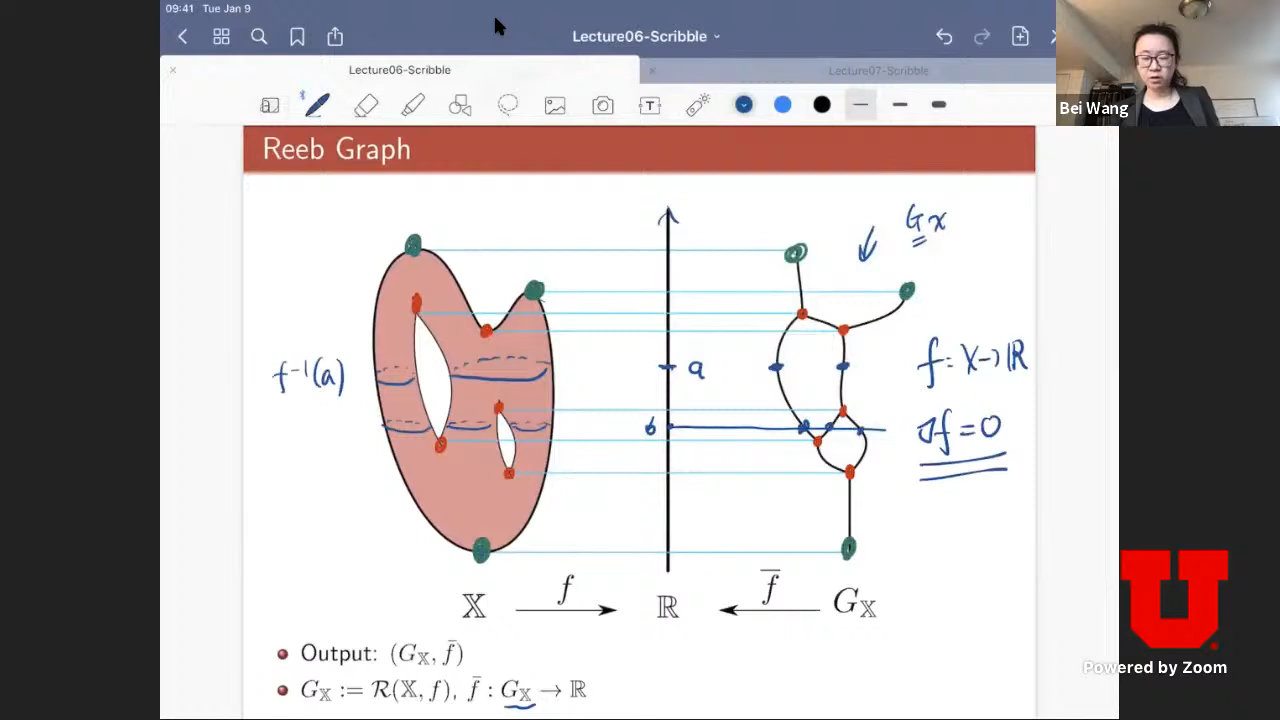 09:41 Tue Jan 9
Lecture06-Scribble
Lecture06-Scribble
Lecture07-Scribble
T
Bei Wang
Reeb Graph
Gx
f⁻¹(a)
a
f: X→ℝ
b
∇f = 0
𝕏 f ℝ f̄ G𝕏
Output: (G𝕏, f̄)
G𝕏 := ℛ(𝕏, f), f̄ : G𝕏 → ℝ
U
Powered by Zoom